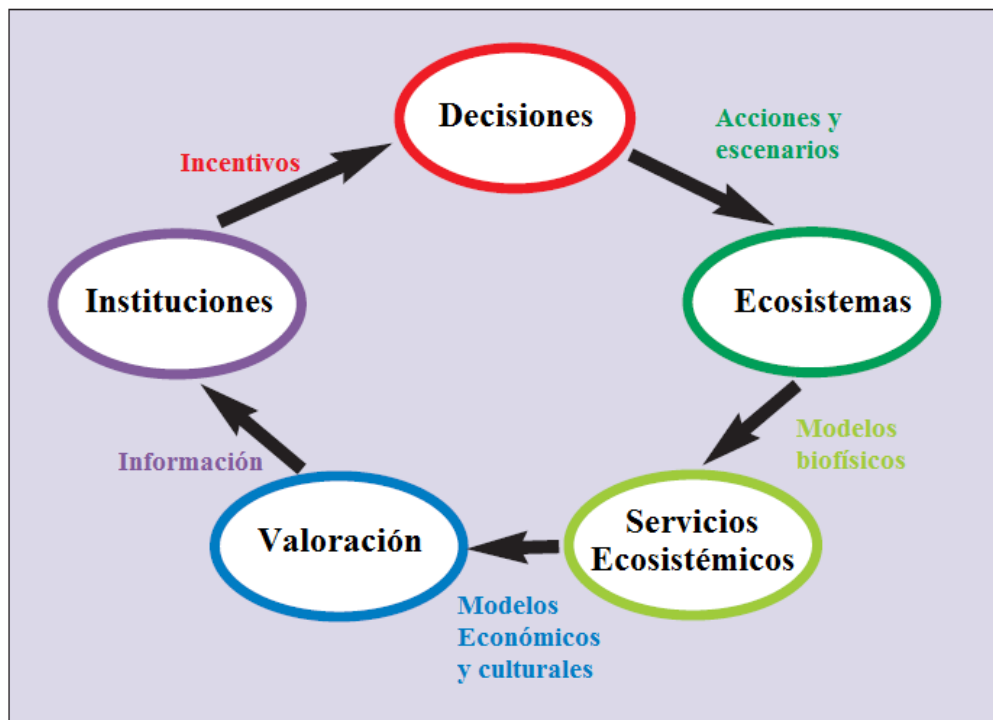 Decisiones
Acciones y
escenarios
Incentivos
Instituciones
Ecosistemas
Modelos
biofísicos
Información
Servicios
Ecosistémicos
Valoración
Modelos
Económicos
y culturales